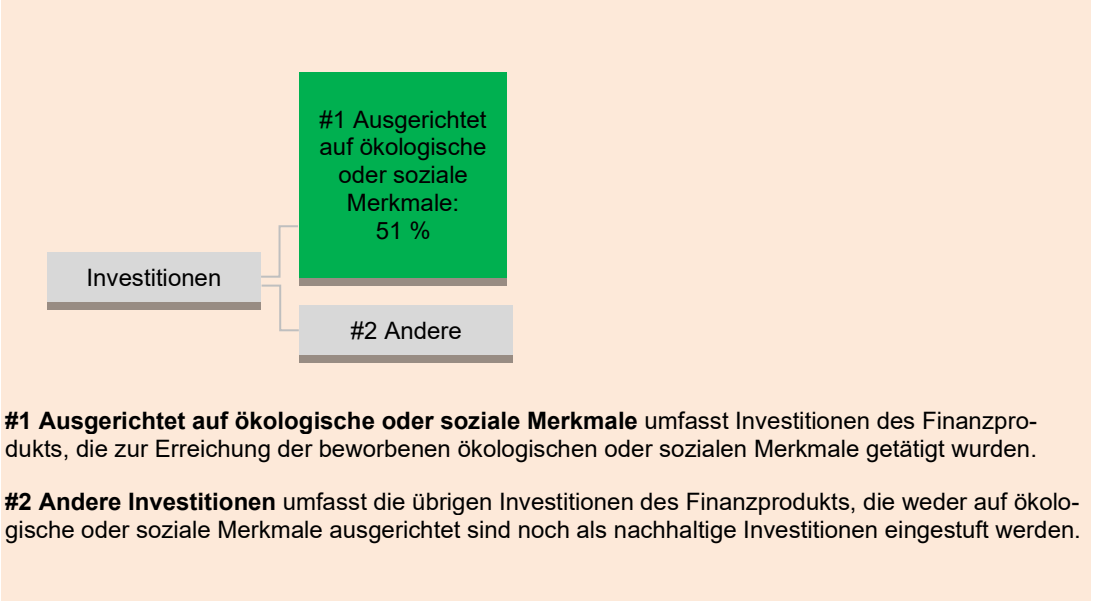 #1 Ausgerichtet
auf ökologische
oder soziale
Merkmale:
51 %
Investitionen
#2 Andere
#1 Ausgerichtet auf ökologische oder soziale Merkmale umfasst Investitionen des Finanzpro-
dukts, die zur Erreichung der beworbenen ökologischen oder sozialen Merkmale getätigt wurden.
#2 Andere Investitionen umfasst die übrigen Investitionen des Finanzprodukts, die weder auf ökolo-
gische oder soziale Merkmale ausgerichtet sind noch als nachhaltige Investitionen eingestuft werden.